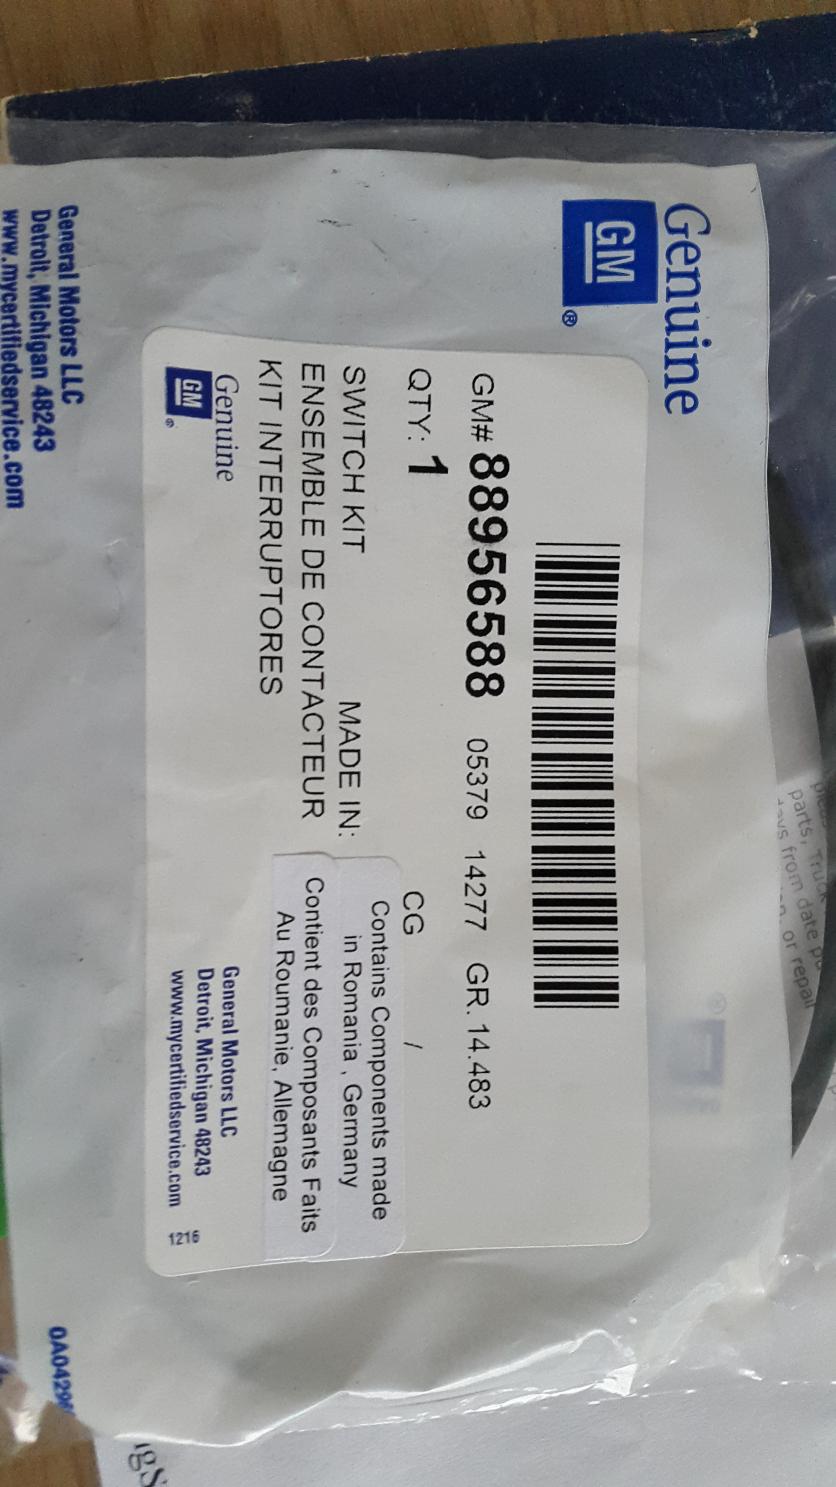 Genuine
GM
®
GM# 88956588 05379 14277 GR. 14.483
QTY: 1 CG /
SWITCH KIT MADE IN:
ENSEMBLE DE CONTACTEUR
KIT INTERRUPTORES
Contains Components made
in Romania , Germany
Contient des Composants Faits
Au Roumanie, Allemagne
Genuine
GM
®
General Motors LLC
Detroit, Michigan 48243
www.mycertifiedservice.com
1216
General Motors LLC
Detroit, Michigan 48243
www.mycertifiedservice.com
parts, Truck
from date
or repair